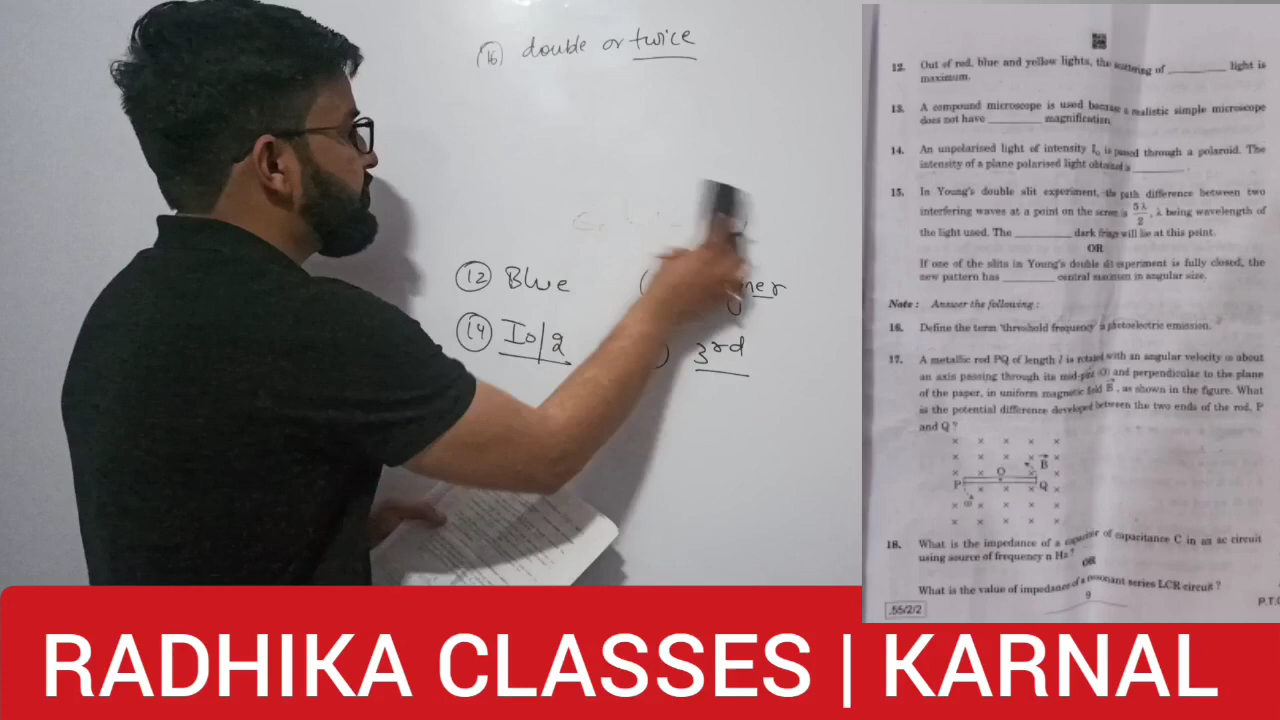 (16) double or twice
(12) Blue
ner
(14) Io/2
) 3rd
12. Out of red, blue and yellow lights, the scattering of ________ light is
maximum.
13. A compound microscope is used because a realistic simple microscope
does not have ________ magnification.
14. An unpolarised light of intensity I₀ is passed through a polaroid. The
intensity of a plane polarised light obtained is ________ .
15. In Young's double slit experiment, the path difference between two
interfering waves at a point on the screen is 5λ/2, λ being wavelength of
the light used. The ________ dark fringe will lie at this point.
OR
If one of the slits in Young's double slit experiment is fully closed, the
new pattern has ________ central maximum in angular size.
Note : Answer the following :
16. Define the term 'threshold frequency' in photoelectric emission.
17. A metallic rod PQ of length l is rotated with an angular velocity ω about
an axis passing through its mid-point (O) and perpendicular to the plane
of the paper, in uniform magnetic field B⃗, as shown in the figure. What
is the potential difference developed between the two ends of the rod, P
and Q ?
× × × × ×
× × × × ×
× × O × B⃗ ×
P Q ×
× ω × × × ×
× × × × ×
18. What is the impedance of a capacitor of capacitance C in an ac circuit
using source of frequency n Hz ?
OR
What is the value of impedance of a resonant series LCR circuit ?
.55/2/2
9
P.T.O
RADHIKA CLASSES | KARNAL